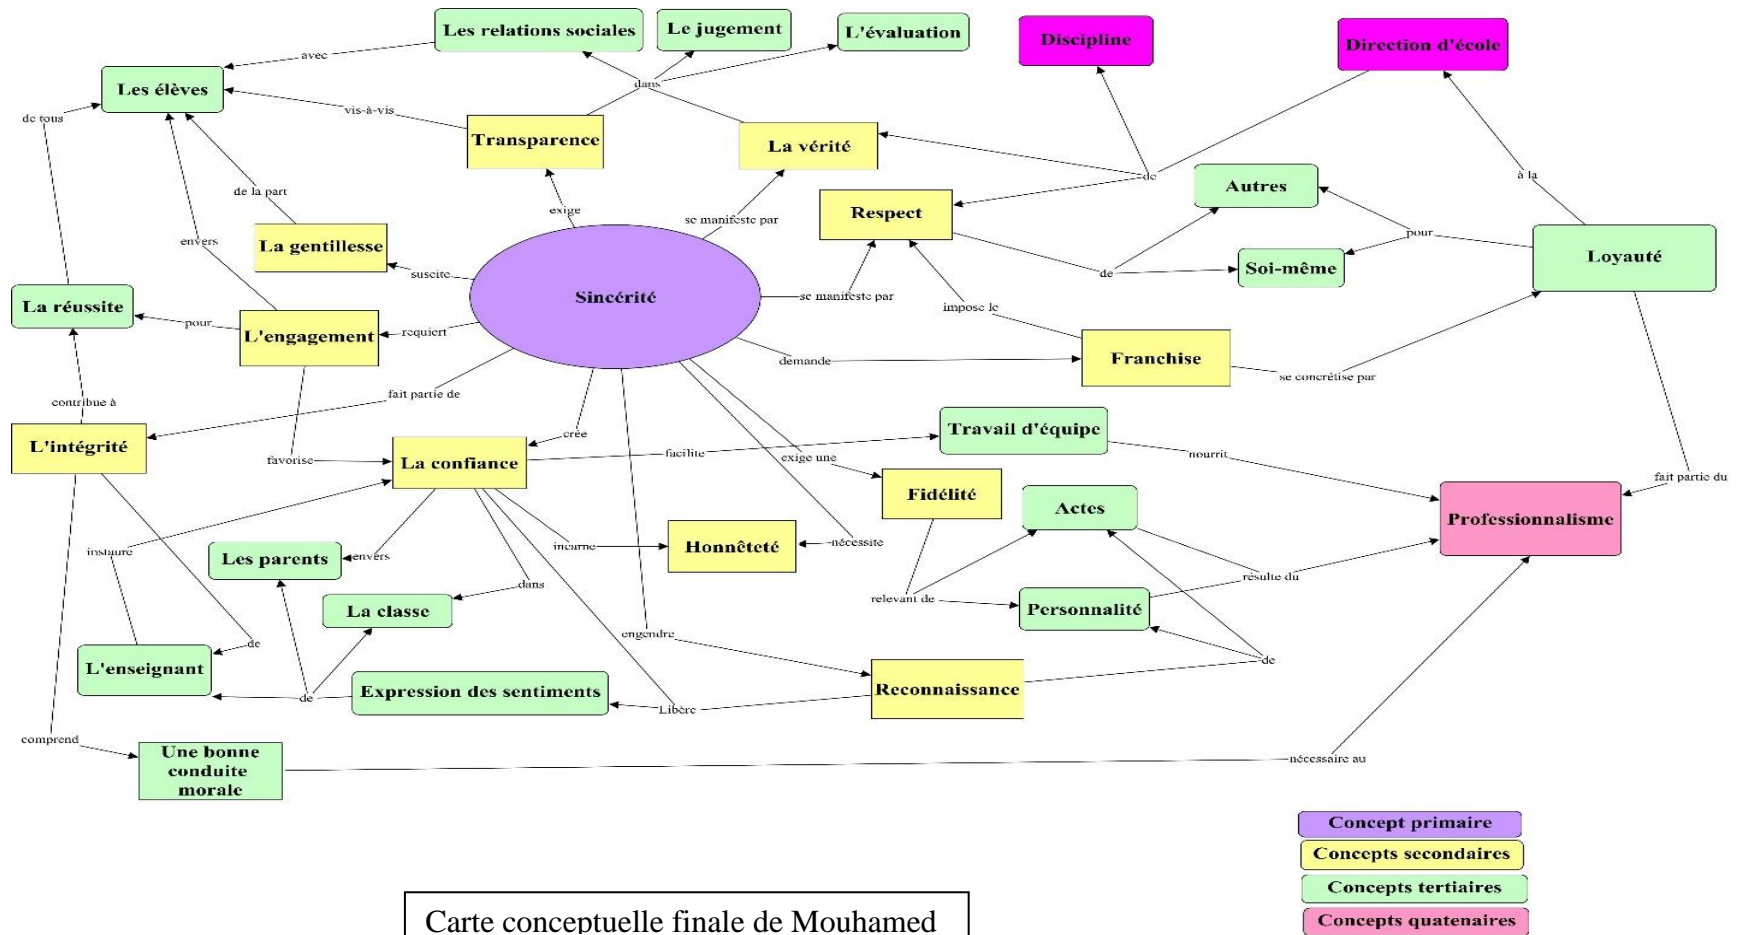 Les relations sociales
Le jugement
L'évaluation
Discipline
Direction d'école
avec
Les élèves
dans
de tous
vis-à-vis
Transparence
La vérité
de
à la
de la part
Autres
exige
se manifeste par
Respect
La gentillesse
envers
pour
Loyauté
suscite
Sincérité
de
Soi-même
se manifeste par
impose le
La réussite
pour
L'engagement
requiert
demande
Franchise
se concrétise par
fait partie de
contribue à
L'intégrité
crée
Travail d'équipe
facilite
exige une
nourrit
favorise
La confiance
fait partie du
Fidélité
Actes
Professionnalisme
instaure
Les parents
envers
incarne
Honnêteté
nécessite
résulte du
dans
La classe
relevant de
Personnalité
engendre
de
L'enseignant
de
Expression des sentiments
de
Reconnaissance
Libère
comprend
Une bonne
conduite
morale
nécessaire au
Concept primaire
Concepts secondaires
Concepts tertiaires
Concepts quatenaires
Carte conceptuelle finale de Mouhamed